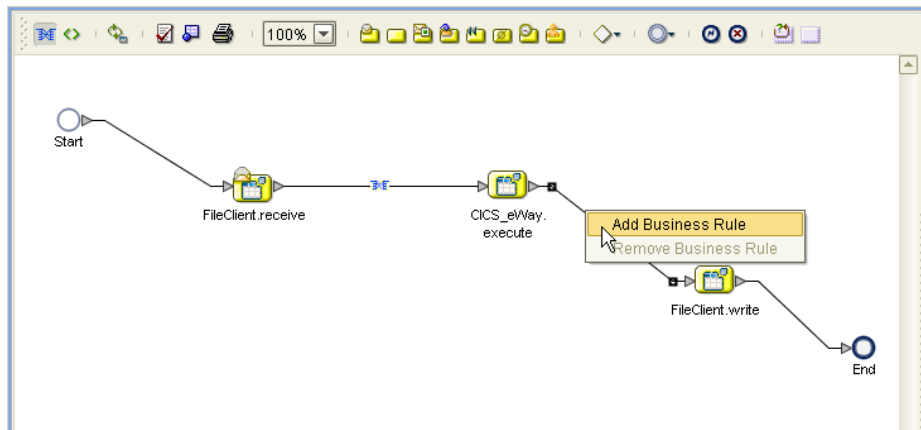 100%
Start
FileClient.receive
CICS_eWay.
execute
Add Business Rule
Remove Business Rule
FileClient.write
End